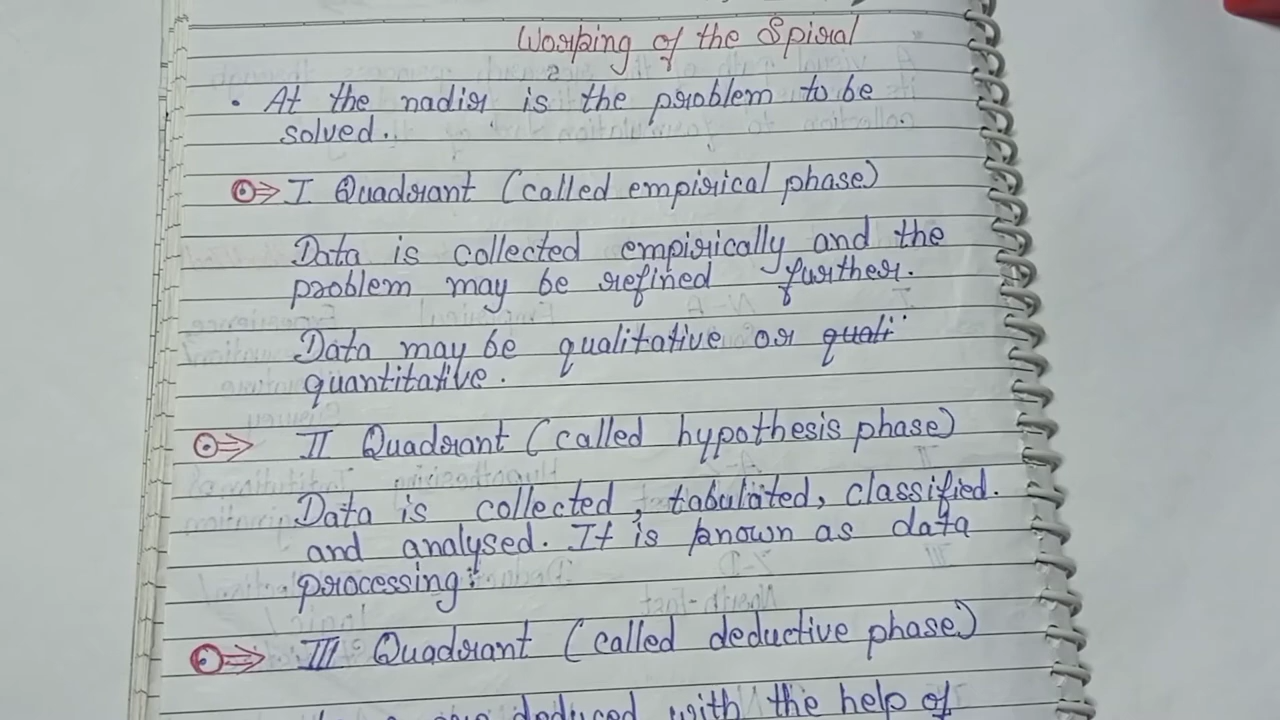 Working of the Spiral
• At the nadir is the problem to be
solved.
I Quadrant (called empirical phase)
Data is collected empirically and the
problem may be refined further.
Data may be qualitative or quali
quantitative.
II Quadrant (called hypothesis phase)
Data is collected, tabulated, classified.
and analysed. It is known as data
processing.
III Quadrant (called deductive phase)
deduced with the help of